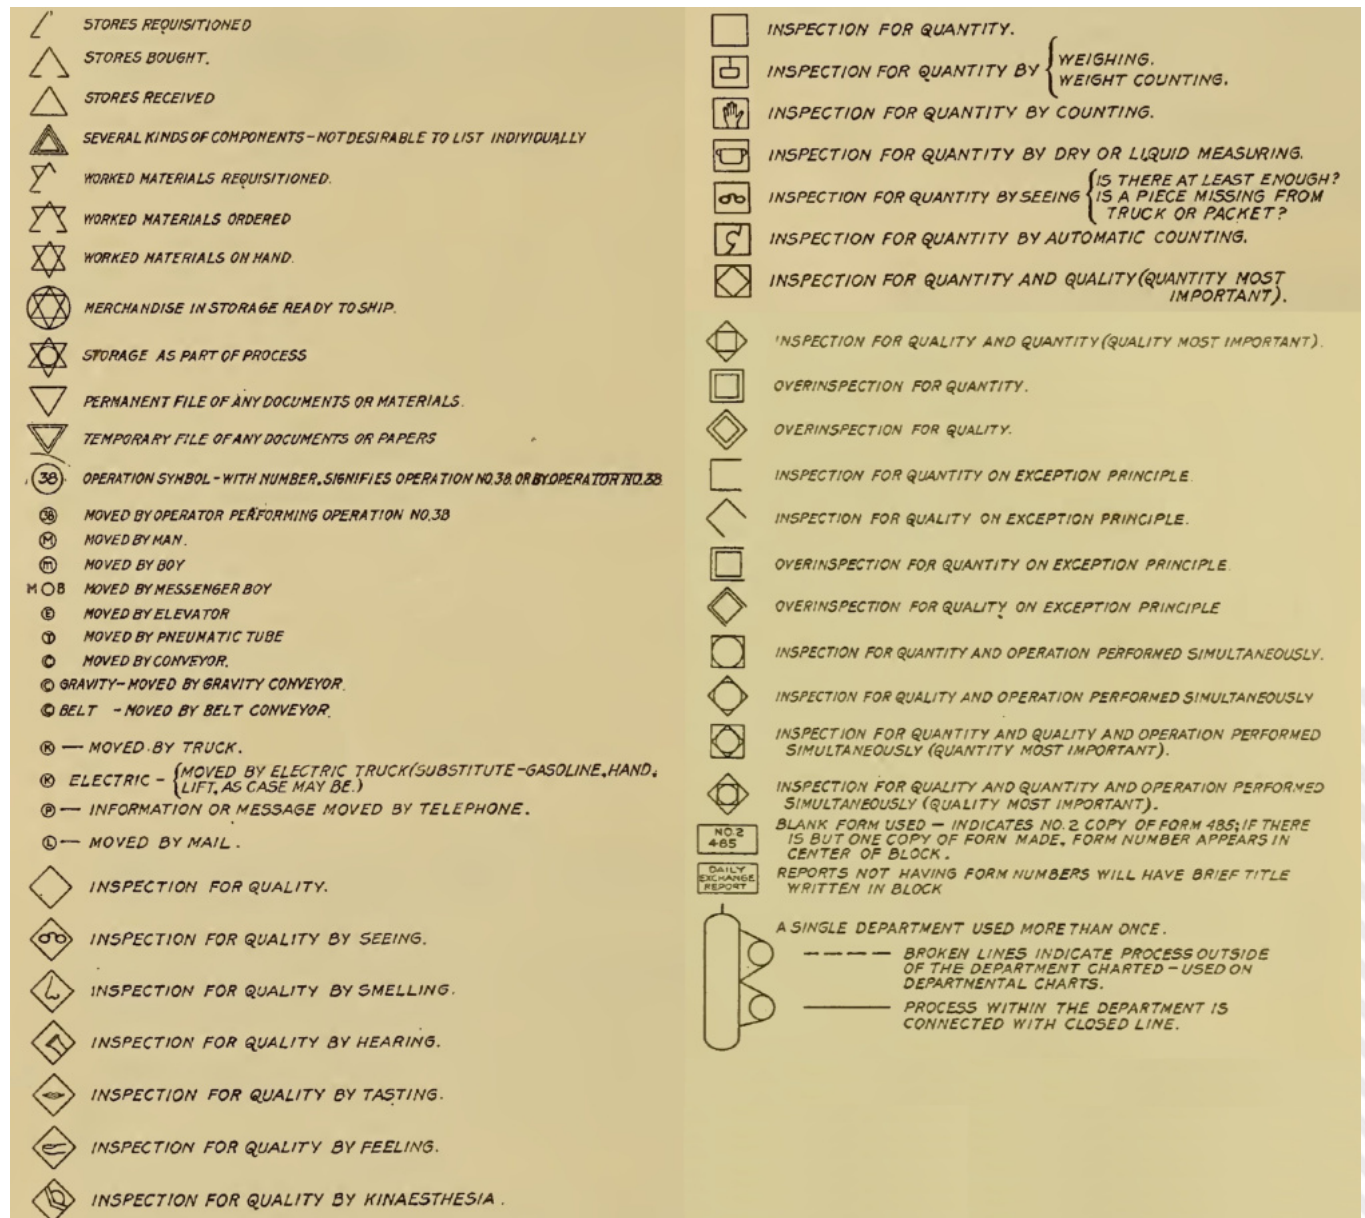 STORES REQUISITIONED
STORES BOUGHT.
STORES RECEIVED
SEVERAL KINDS OF COMPONENTS-NOT DESIRABLE TO LIST INDIVIDUALLY
WORKED MATERIALS REQUISITIONED.
WORKED MATERIALS ORDERED
WORKED MATERIALS ON HAND.
MERCHANDISE IN STORAGE READY TO SHIP.
STORAGE AS PART OF PROCESS
PERMANENT FILE OF ANY DOCUMENTS OR MATERIALS.
TEMPORARY FILE OF ANY DOCUMENTS OR PAPERS
38 OPERATION SYMBOL-WITH NUMBER, SIGNIFIES OPERATION NO.38. OR BY OPERATOR NO.38
38 MOVED BY OPERATOR PERFORMING OPERATION NO.38
M MOVED BY MAN.
m MOVED BY BOY
M O B MOVED BY MESSENGER BOY
E MOVED BY ELEVATOR
T MOVED BY PNEUMATIC TUBE
C MOVED BY CONVEYOR.
C GRAVITY-MOVED BY GRAVITY CONVEYOR.
C BELT -MOVED BY BELT CONVEYOR.
K — MOVED BY TRUCK.
K ELECTRIC - {MOVED BY ELECTRIC TRUCK (SUBSTITUTE-GASOLINE, HAND,
LIFT, AS CASE MAY BE.)
P — INFORMATION OR MESSAGE MOVED BY TELEPHONE.
L — MOVED BY MAIL.
INSPECTION FOR QUALITY.
INSPECTION FOR QUALITY BY SEEING.
INSPECTION FOR QUALITY BY SMELLING.
INSPECTION FOR QUALITY BY HEARING.
INSPECTION FOR QUALITY BY TASTING.
INSPECTION FOR QUALITY BY FEELING.
INSPECTION FOR QUALITY BY KINAESTHESIA.
INSPECTION FOR QUANTITY.
INSPECTION FOR QUANTITY BY {WEIGHING.
WEIGHT COUNTING.
INSPECTION FOR QUANTITY BY COUNTING.
INSPECTION FOR QUANTITY BY DRY OR LIQUID MEASURING.
INSPECTION FOR QUANTITY BY SEEING {IS THERE AT LEAST ENOUGH?
IS A PIECE MISSING FROM
TRUCK OR PACKET?
INSPECTION FOR QUANTITY BY AUTOMATIC COUNTING.
INSPECTION FOR QUANTITY AND QUALITY (QUANTITY MOST
IMPORTANT).
INSPECTION FOR QUALITY AND QUANTITY (QUALITY MOST IMPORTANT).
OVERINSPECTION FOR QUANTITY.
OVERINSPECTION FOR QUALITY.
INSPECTION FOR QUANTITY ON EXCEPTION PRINCIPLE.
INSPECTION FOR QUALITY ON EXCEPTION PRINCIPLE.
OVERINSPECTION FOR QUANTITY ON EXCEPTION PRINCIPLE
OVERINSPECTION FOR QUALITY ON EXCEPTION PRINCIPLE
INSPECTION FOR QUANTITY AND OPERATION PERFORMED SIMULTANEOUSLY.
INSPECTION FOR QUALITY AND OPERATION PERFORMED SIMULTANEOUSLY
INSPECTION FOR QUANTITY AND QUALITY AND OPERATION PERFORMED
SIMULTANEOUSLY (QUANTITY MOST IMPORTANT).
INSPECTION FOR QUALITY AND QUANTITY AND OPERATION PERFORMED
SIMULTANEOUSLY (QUALITY MOST IMPORTANT).
NO.2
485
BLANK FORM USED — INDICATES NO.2 COPY OF FORM 485; IF THERE
IS BUT ONE COPY OF FORM MADE, FORM NUMBER APPEARS IN
CENTER OF BLOCK.
DAILY
EXCHANGE
REPORT
REPORTS NOT HAVING FORM NUMBERS WILL HAVE BRIEF TITLE
WRITTEN IN BLOCK
A SINGLE DEPARTMENT USED MORE THAN ONCE.
BROKEN LINES INDICATE PROCESS OUTSIDE
OF THE DEPARTMENT CHARTED - USED ON
DEPARTMENTAL CHARTS.
PROCESS WITHIN THE DEPARTMENT IS
CONNECTED WITH CLOSED LINE.